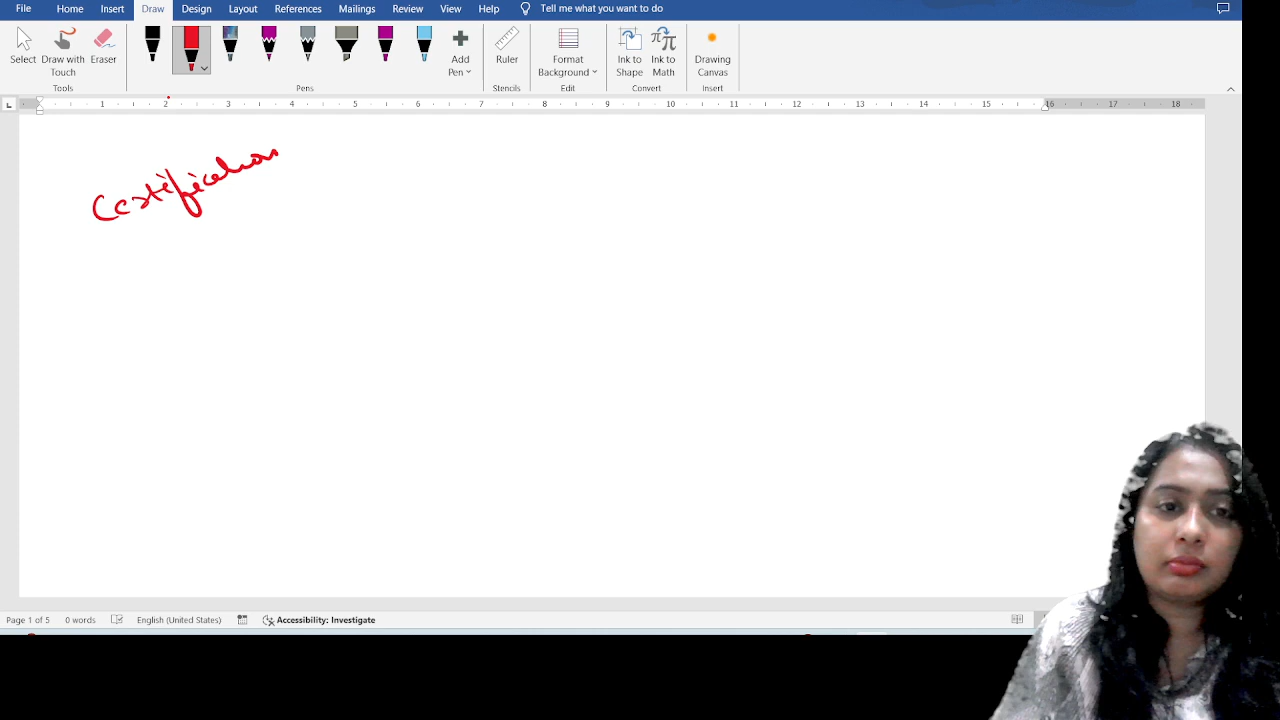 File Home Insert Draw Design Layout References Mailings Review View Help Tell me what you want to do
Select Draw with Touch Eraser Add Pen Ruler Format Background Ink to Shape Ink to Math Drawing Canvas
Tools Pens Stencils Edit Convert Insert
1 2 3 4 5 6 7 8 9 10 11 12 13 14 15 16 17 18
Certification
Page 1 of 5 0 words English (United States) Accessibility: Investigate